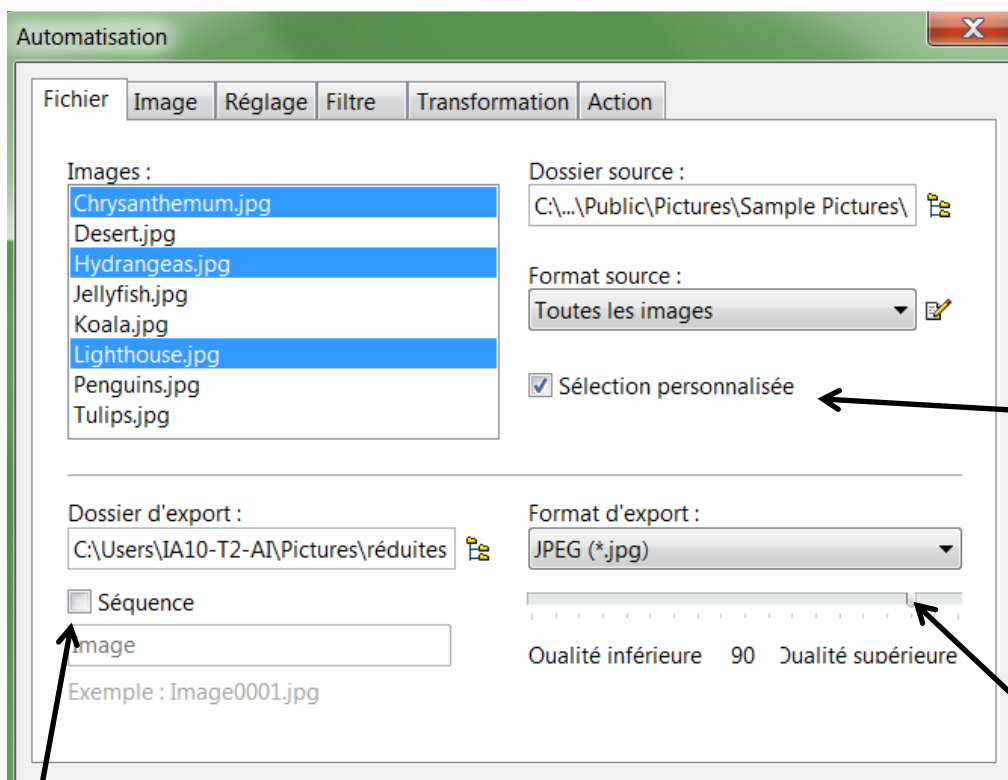 Automatisation
X
Fichier Image Réglage Filtre Transformation Action
Images :
Chrysanthemum.jpg
Desert.jpg
Hydrangeas.jpg
Jellyfish.jpg
Koala.jpg
Lighthouse.jpg
Penguins.jpg
Tulips.jpg
Dossier source :
C:\...\Public\Pictures\Sample Pictures\
Format source :
Toutes les images
Sélection personnalisée
Dossier d'export :
C:\Users\IA10-T2-AI\Pictures\réduites
Séquence
Image
Exemple : Image0001.jpg
Format d'export :
JPEG (*.jpg)
Qualité inférieure 90 Qualité supérieure